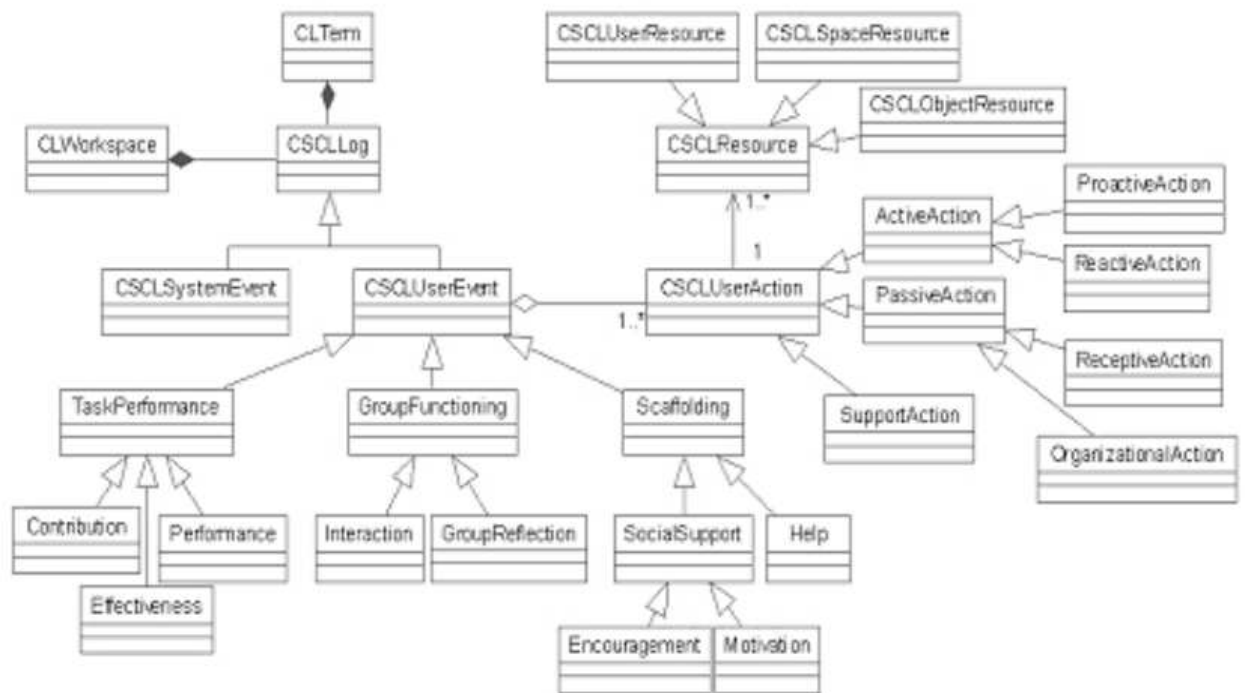 CLTerm
CSCLUserResource
CSCLSpaceResource
CSCLObjectResource
CLWorkspace
CSCLLog
CSCLResource
ProactiveAction
1..*
ActiveAction
1
ReactiveAction
CSCLSystemEvent
CSCLUserEvent
CSCLUserAction
PassiveAction
1..*
ReceptiveAction
TaskPerformance
GroupFunctioning
Scaffolding
SupportAction
OrganizationalAction
Contribution
Performance
Interaction
GroupReflection
SocialSupport
Help
Effectiveness
Encouragement
Motivation